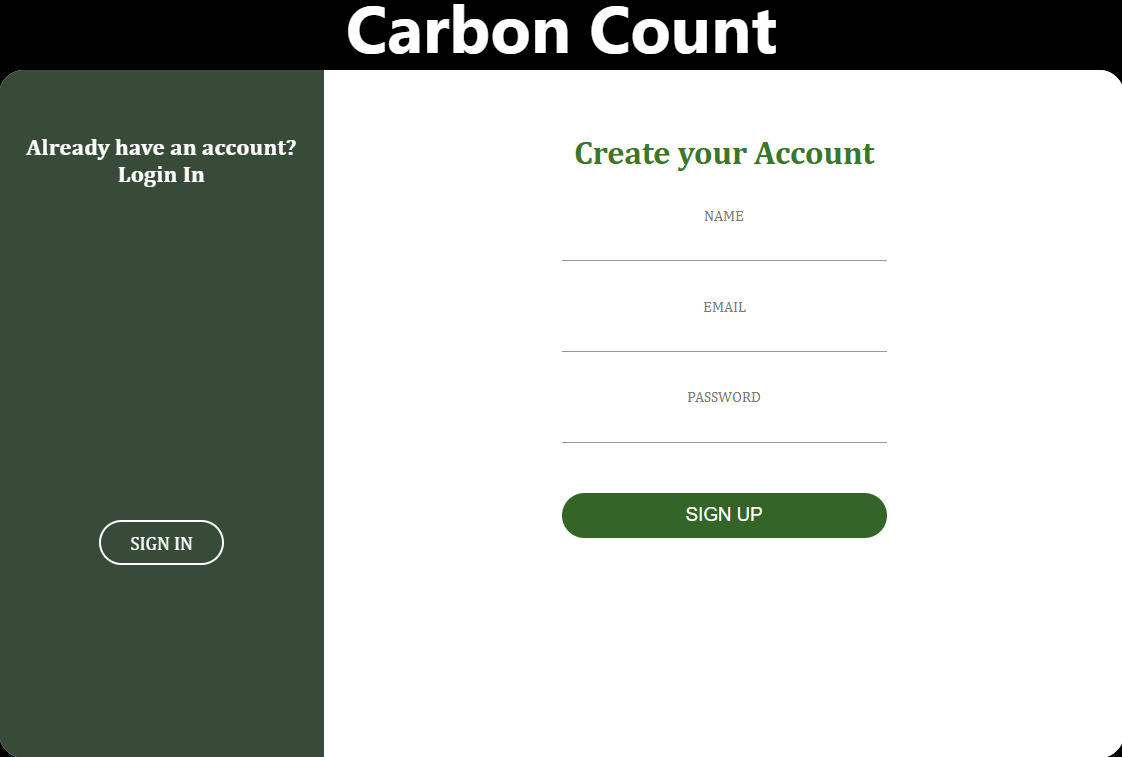 Carbon Count
Already have an account?
Login In
SIGN IN
Create your Account
NAME
EMAIL
PASSWORD
SIGN UP